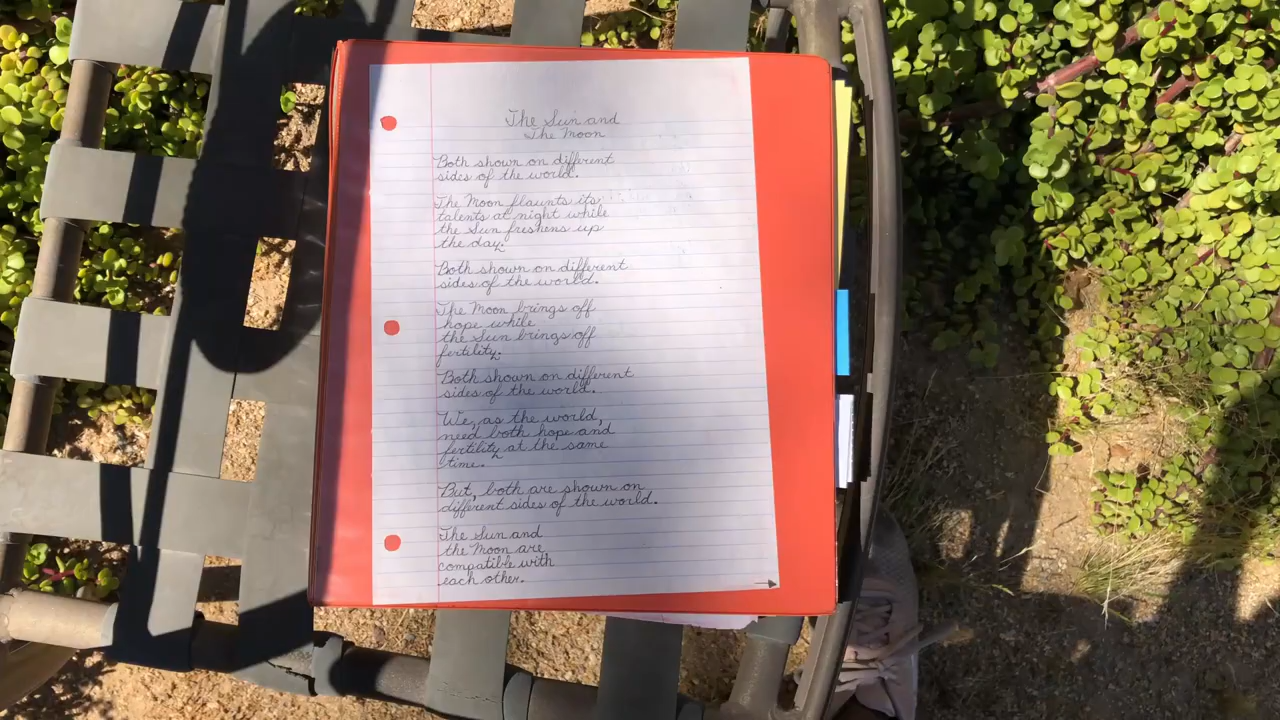 The Sun and
The Moon
Both shown on different
sides of the world.
The Moon flaunts its
talents at night while
the Sun freshens up
the day.
Both shown on different
sides of the world.
The Moon brings off
hope while
the Sun brings off
fertility.
Both shown on different
sides of the world.
We, as the world,
need both hope and
fertility at the same
time.
But, both are shown on
different sides of the world.
The Sun and
the Moon are
compatible with
each other.